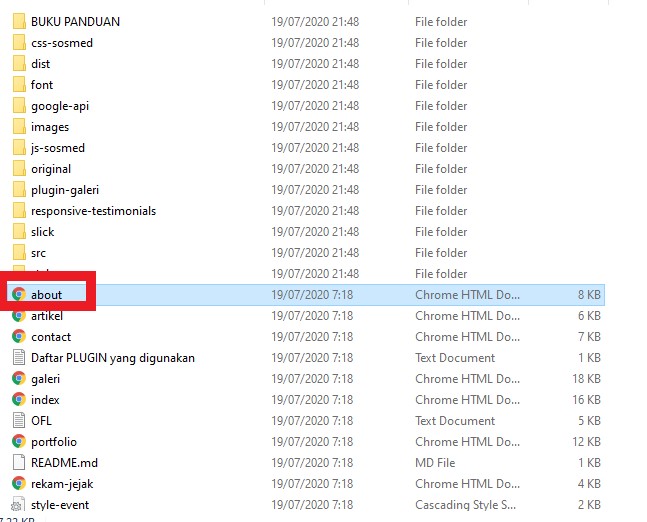 BUKU PANDUAN 19/07/2020 21:48 File folder
css-sosmed 19/07/2020 21:48 File folder
dist 19/07/2020 21:48 File folder
font 19/07/2020 21:48 File folder
google-api 19/07/2020 21:48 File folder
images 19/07/2020 21:48 File folder
js-sosmed 19/07/2020 21:48 File folder
original 19/07/2020 21:48 File folder
plugin-galeri 19/07/2020 21:48 File folder
responsive-testimonials 19/07/2020 21:48 File folder
slick 19/07/2020 21:48 File folder
src 19/07/2020 21:48 File folder
19/07/2020 21:48 File folder
about 19/07/2020 7:18 Chrome HTML Do... 8 KB
artikel 19/07/2020 7:18 Chrome HTML Do... 6 KB
contact 19/07/2020 7:18 Chrome HTML Do... 7 KB
Daftar PLUGIN yang digunakan 19/07/2020 7:18 Text Document 1 KB
galeri 19/07/2020 7:18 Chrome HTML Do... 18 KB
index 19/07/2020 7:18 Chrome HTML Do... 16 KB
OFL 19/07/2020 7:18 Text Document 5 KB
portfolio 19/07/2020 7:18 Chrome HTML Do... 12 KB
README.md 19/07/2020 7:18 MD File 1 KB
rekam-jejak 19/07/2020 7:18 Chrome HTML Do... 4 KB
style-event 19/07/2020 7:18 Cascading Style S... 2 KB